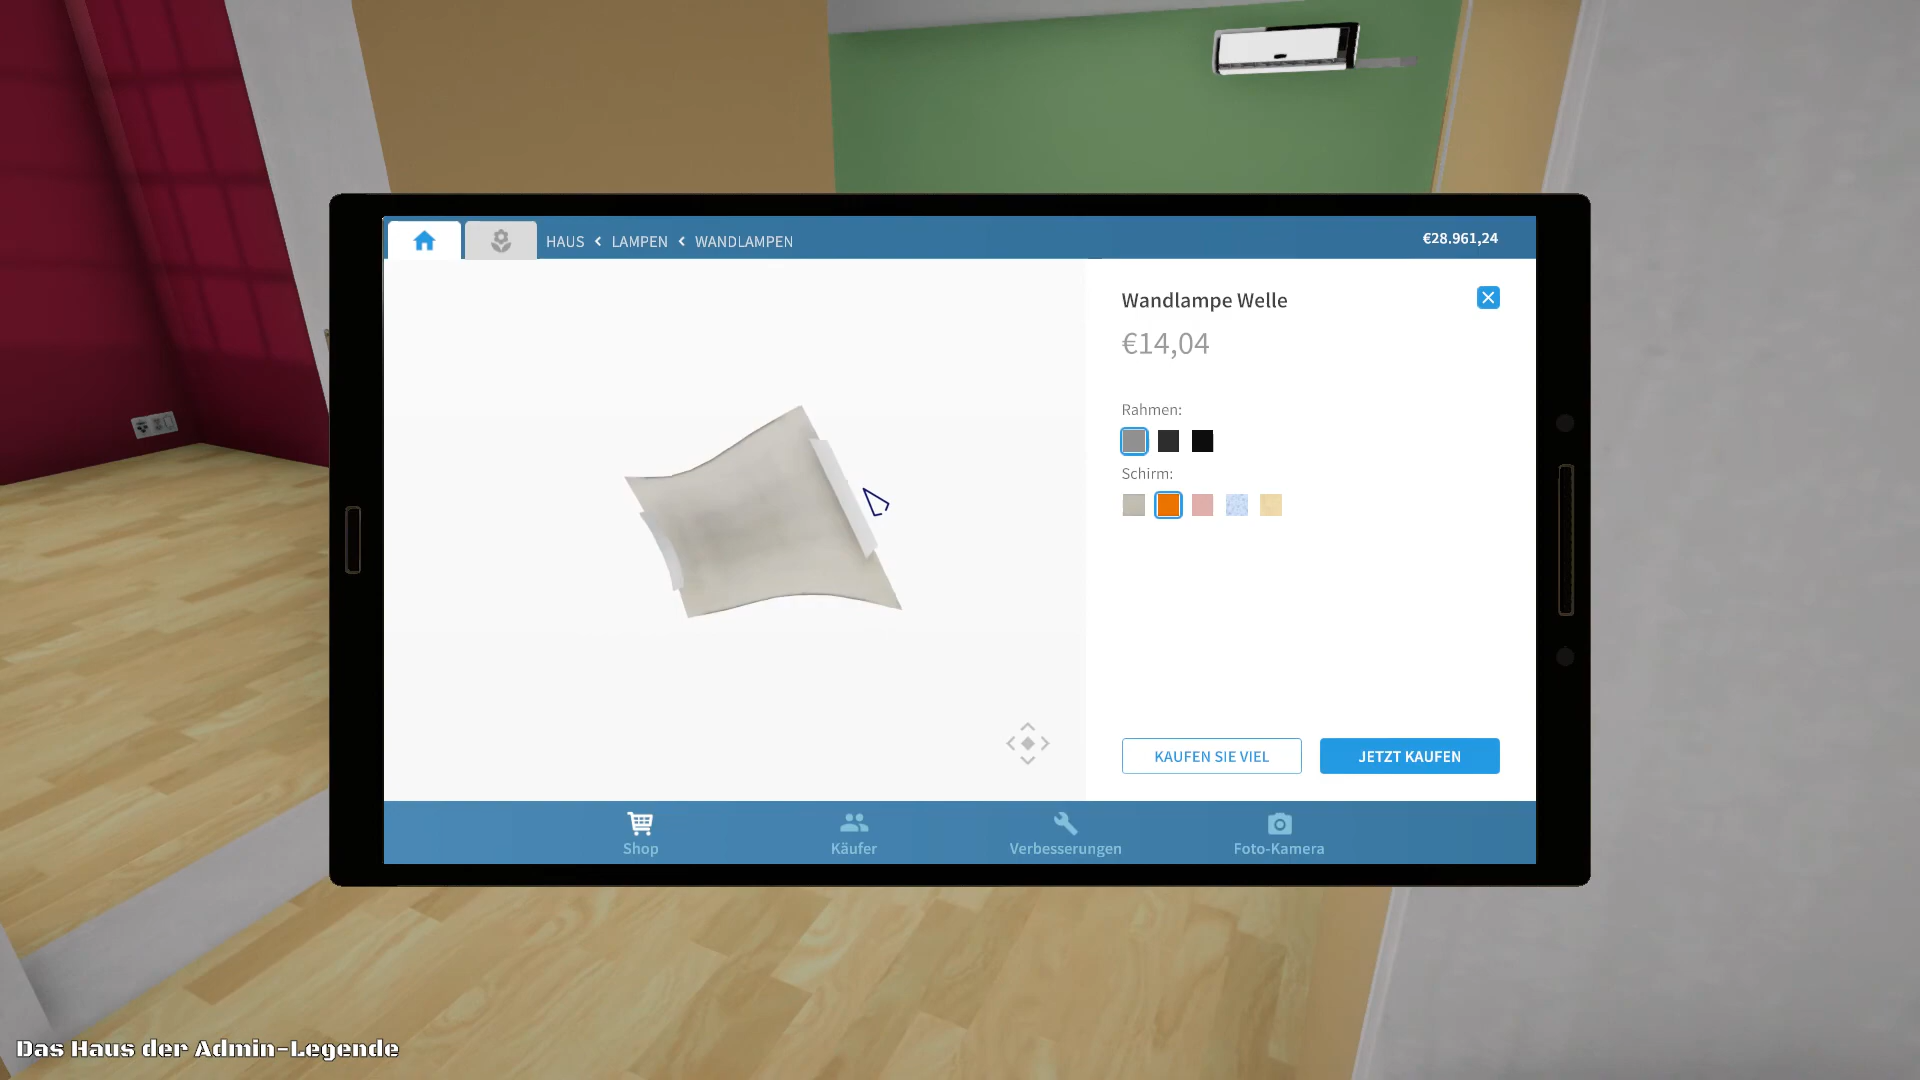 HAUS < LAMPEN < WANDLAMPEN
€28.961,24
Wandlampe Welle
€14,04
Rahmen:
Schirm:
KAUFEN SIE VIEL
JETZT KAUFEN
Shop
Käufer
Verbesserungen
Foto-Kamera
Das Haus der Admin-Legende